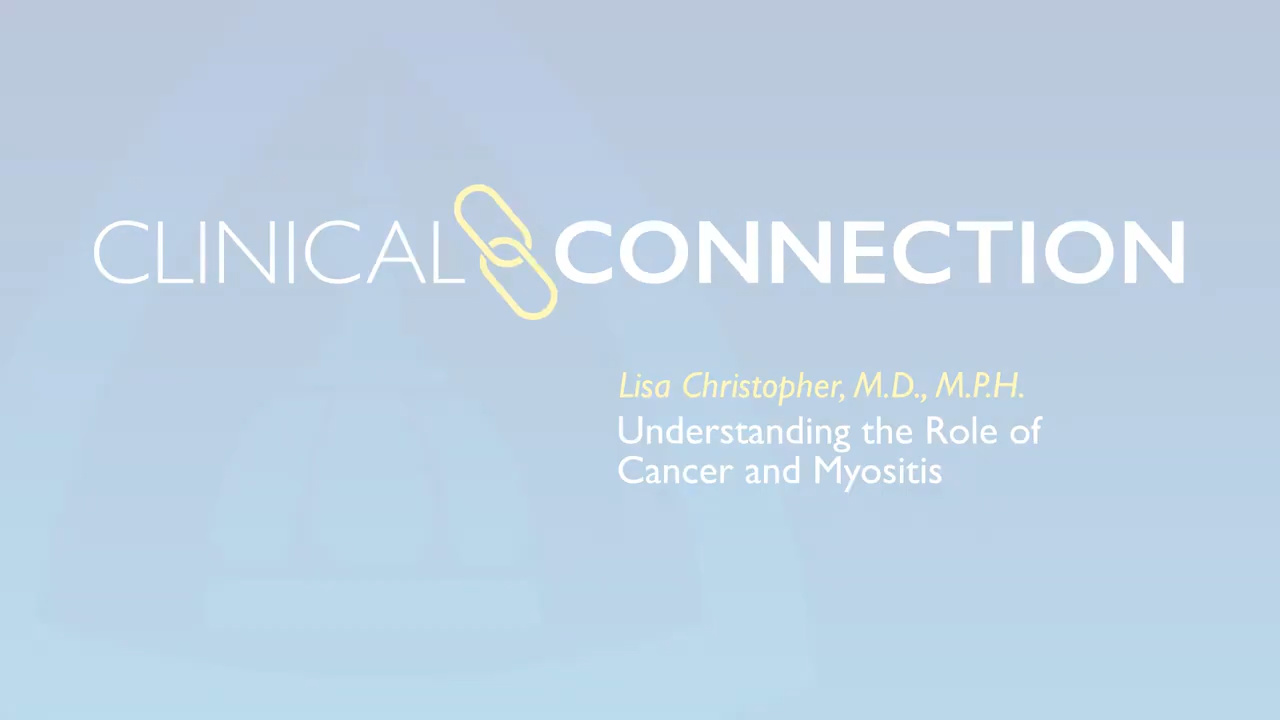 CLINICAL CONNECTION
Lisa Christopher, M.D., M.P.H.
Understanding the Role of
Cancer and Myositis